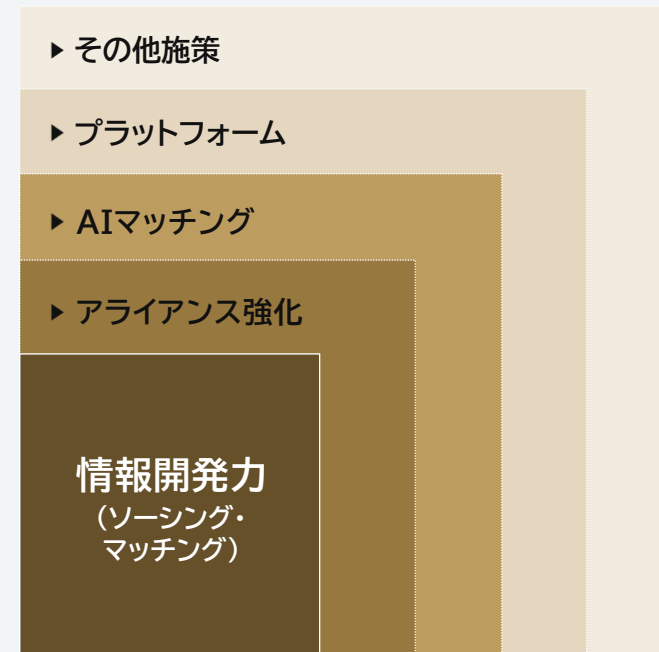 ▶ その他施策
▶ プラットフォーム
▶ AIマッチング
▶ アライアンス強化
情報開発力
（ソーシング・
マッチング）